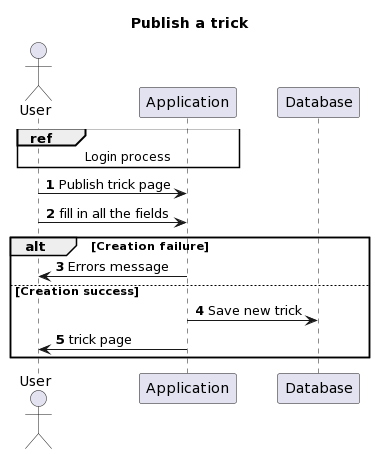 Publish a trick
User
Application
Database
ref
Login process
1 Publish trick page
2 fill in all the fields
alt [Creation failure]
3 Errors message
[Creation success]
4 Save new trick
5 trick page
User
Application
Database